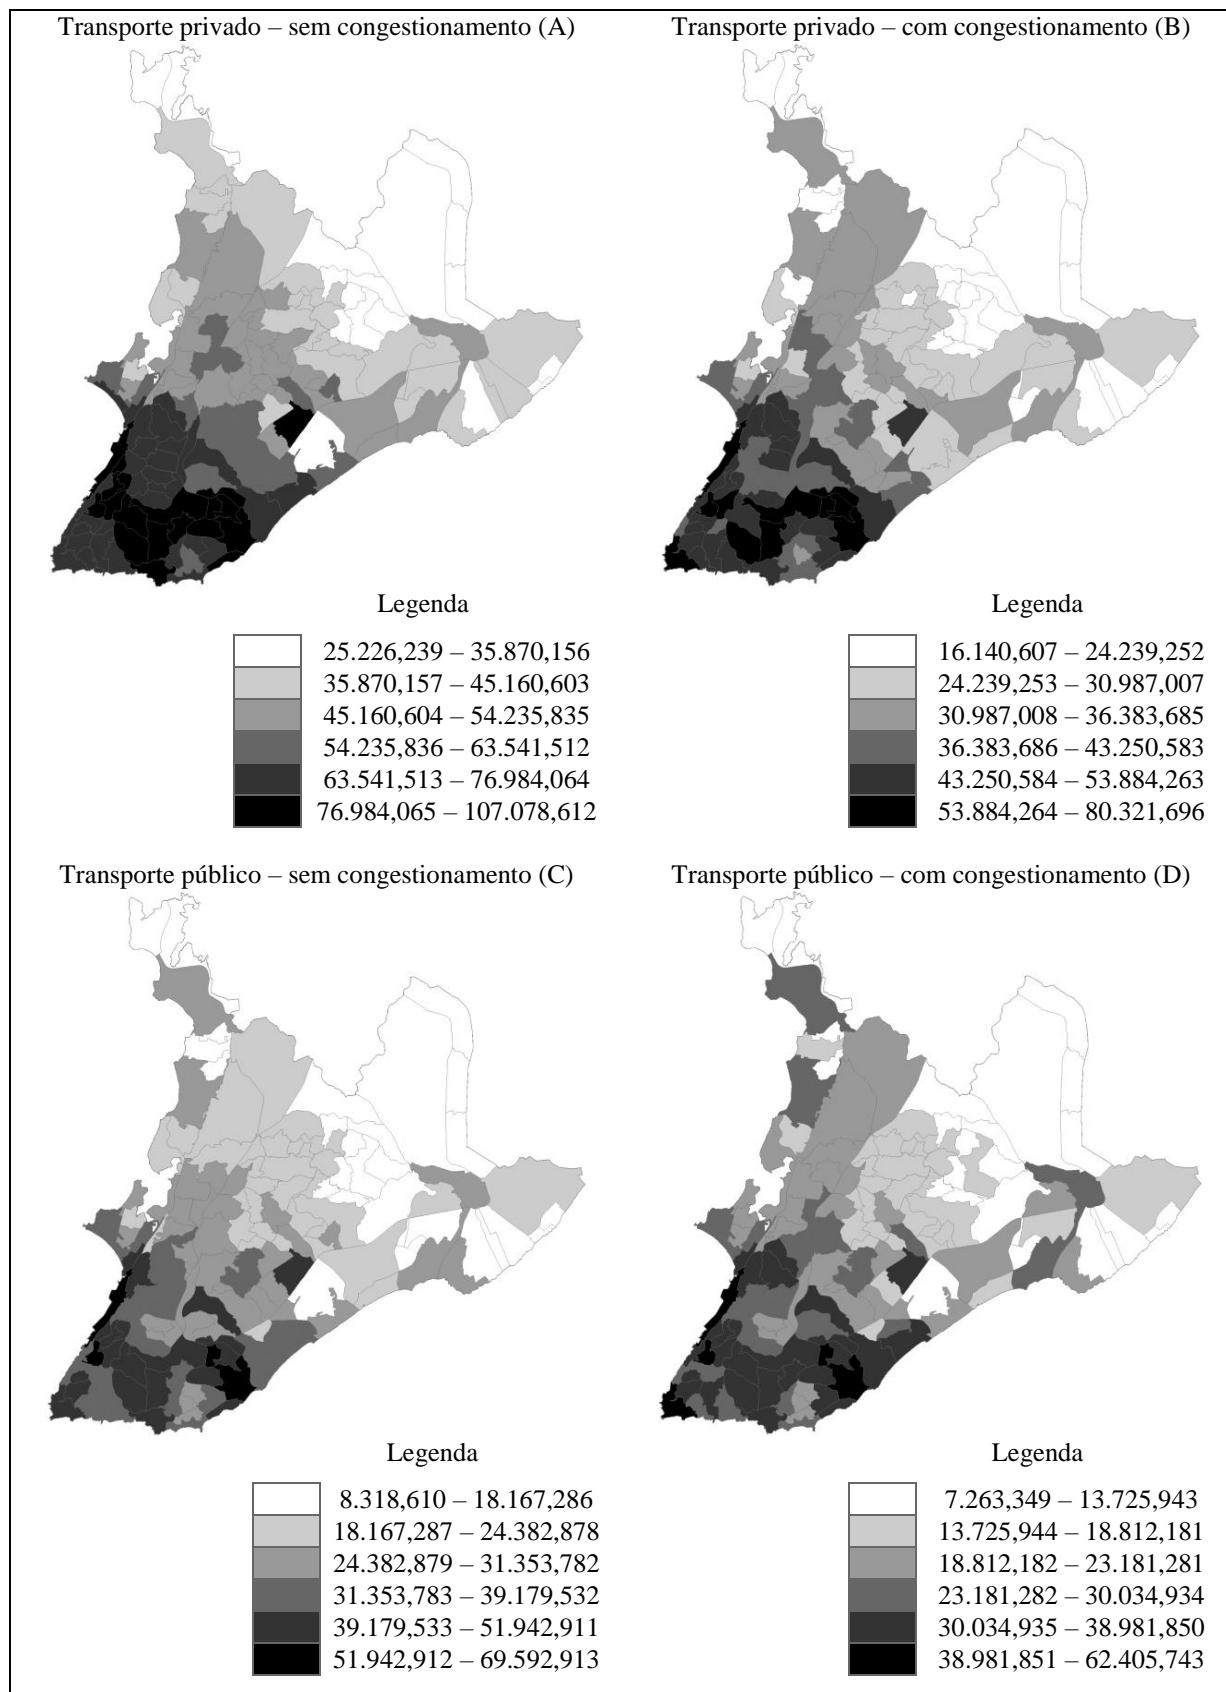 Transporte privado – sem congestionamento (A)
Transporte privado – com congestionamento (B)
Legenda
25.226,239 – 35.870,156
35.870,157 – 45.160,603
45.160,604 – 54.235,835
54.235,836 – 63.541,512
63.541,513 – 76.984,064
76.984,065 – 107.078,612
Legenda
16.140,607 – 24.239,252
24.239,253 – 30.987,007
30.987,008 – 36.383,685
36.383,686 – 43.250,583
43.250,584 – 53.884,263
53.884,264 – 80.321,696
Transporte público – sem congestionamento (C)
Transporte público – com congestionamento (D)
Legenda
8.318,610 – 18.167,286
18.167,287 – 24.382,878
24.382,879 – 31.353,782
31.353,783 – 39.179,532
39.179,533 – 51.942,911
51.942,912 – 69.592,913
Legenda
7.263,349 – 13.725,943
13.725,944 – 18.812,181
18.812,182 – 23.181,281
23.181,282 – 30.034,934
30.034,935 – 38.981,850
38.981,851 – 62.405,743